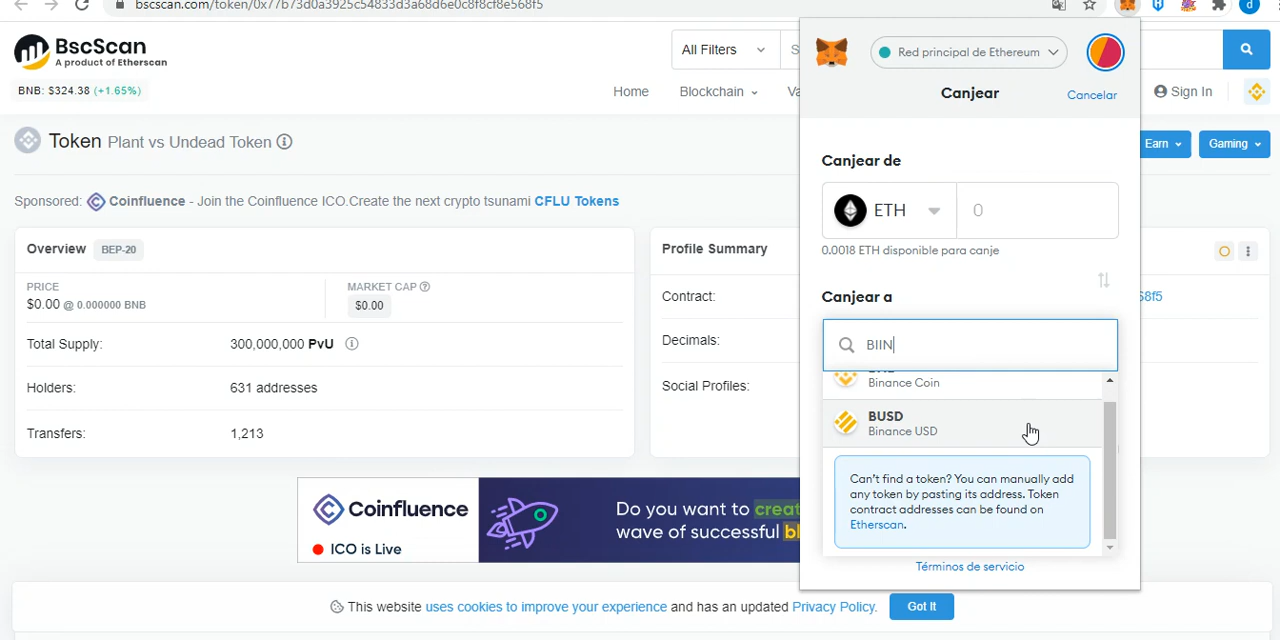 bscscan.com/token/0x77b73d0a3925c54833d3a68d6e0c8f8cf8e568f5
BscScan
A product of Etherscan
All Filters
BNB: $324.38 (+1.65%)
Home
Blockchain
Sign In
Token Plant vs Undead Token
Earn
Gaming
Sponsored: Coinfluence - Join the Coinfluence ICO.Create the next crypto tsunami CFLU Tokens
Overview BEP-20
PRICE
$0.00 @ 0.000000 BNB
MARKET CAP
$0.00
Total Supply: 300,000,000 PvU
Holders: 631 addresses
Transfers: 1,213
Profile Summary
Contract:
Decimals:
Social Profiles:
Red principal de Ethereum
Canjear
Cancelar
Canjear de
ETH
0
0.0018 ETH disponible para canje
Canjear a
BIIN
Binance Coin
BUSD
Binance USD
Can't find a token? You can manually add
any token by pasting its address. Token
contract addresses can be found on
Etherscan.
Términos de servicio
Coinfluence
ICO is Live
Do you want to
wave of successful
This website uses cookies to improve your experience and has an updated Privacy Policy.
Got It